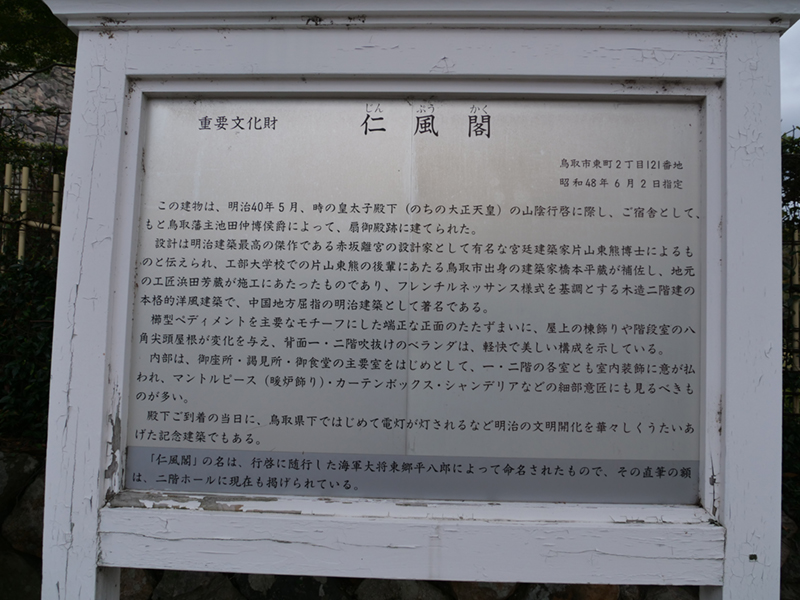 重要文化財 仁風閣
じん ぷう かく
鳥取市東町2丁目121番地
昭和48年6月2日指定
この建物は、明治40年5月、時の皇太子殿下(のちの大正天皇)の山陰行啓に際し、ご宿舎として、
もと鳥取藩主池田仲博侯爵によって、扇御殿跡に建てられた。
設計は明治建築最高の傑作である赤坂離宮の設計家として有名な宮廷建築家片山東熊博士によるも
のと伝えられ、工部大学校での片山東熊の後輩にあたる鳥取市出身の建築家橋本平蔵が補佐し、地元
の工匠浜田芳蔵が施工にあたったものであり、フレンチルネッサンス様式を基調とする木造二階建の
本格的洋風建築で、中国地方屈指の明治建築として著名である。
櫛型ペディメントを主要なモチーフにした端正な正面のたたずまいに、屋上の棟飾りや階段室の八
角尖頭屋根が変化を与え、背面一・二階吹抜けのベランダは、軽快で美しい構成を示している。
内部は、御座所・謁見所・御食堂の主要室をはじめとして、一・二階の各室とも室内装飾に意が払
われ、マントルピース(暖炉飾り)・カーテンボックス・シャンデリアなどの細部意匠にも見るべきも
のが多い。
殿下ご到着の当日に、鳥取県下ではじめて電灯が灯されるなど明治の文明開化を華々しくうたいあ
げた記念建築でもある。
「仁風閣」の名は、行啓に随行した海軍大将東郷平八郎によって命名されたもので、その直筆の額
は、二階ホールに現在も掲げられている。